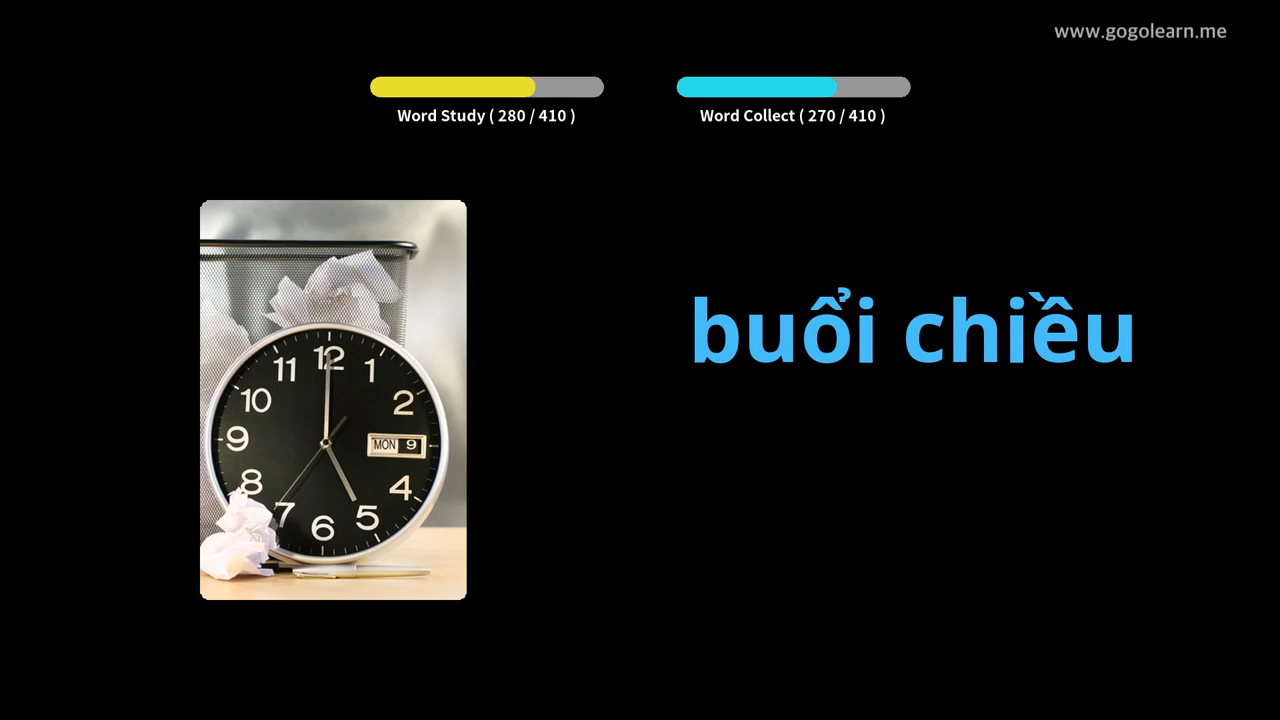 www.gogolearn.me
Word Study ( 280 / 410 )
Word Collect ( 270 / 410 )
buổi chiều
12
11
1
10
2
9
MON 9
8
4
7
5
6